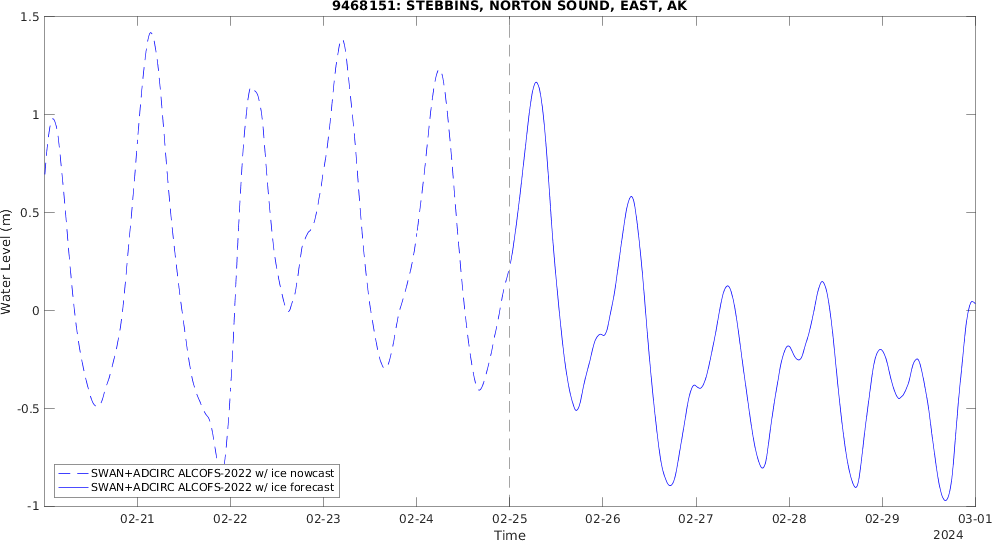 9468151: STEBBINS, NORTON SOUND, EAST, AK
Water Level (m)
1.5
1
0.5
0
-0.5
-1
SWAN+ADCIRC ALCOFS-2022 w/ ice nowcast
SWAN+ADCIRC ALCOFS-2022 w/ ice forecast
02-21 02-22 02-23 02-24 02-25 02-26 02-27 02-28 02-29 03-01
Time
2024